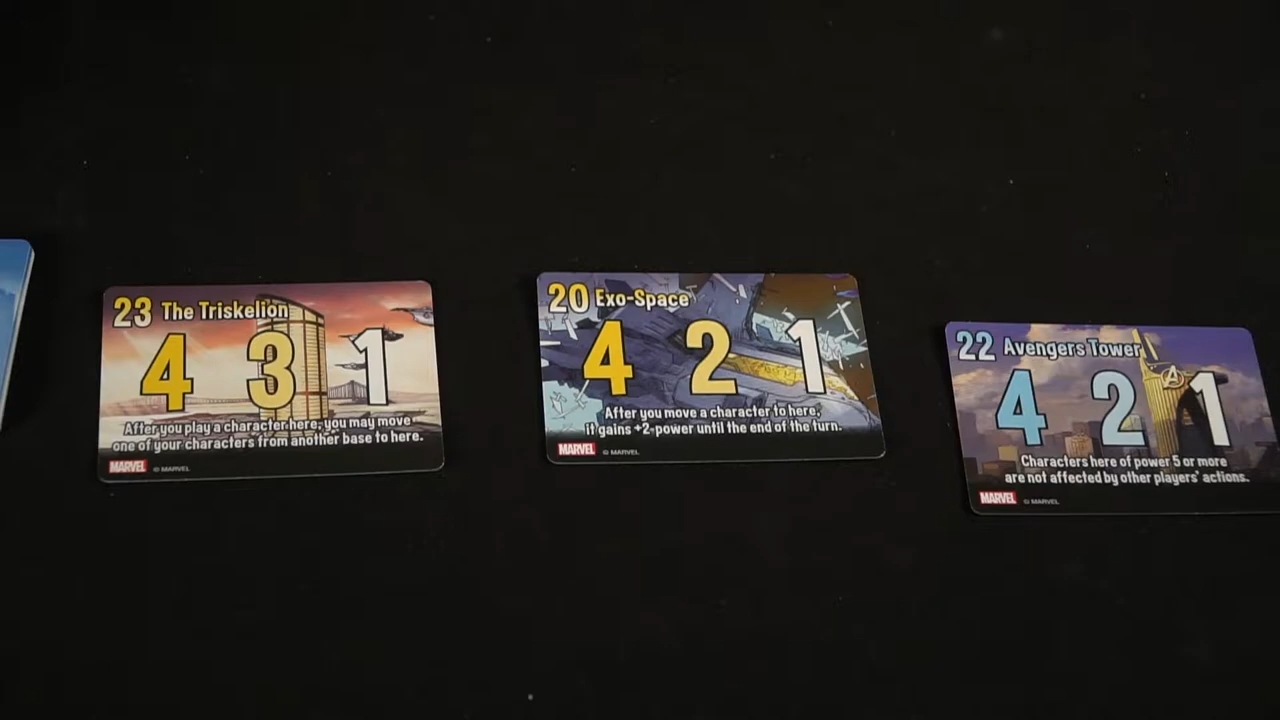 23 The Triskelion
4 3 1
After you play a character here, you may move
one of your characters from another base to here.
MARVEL © MARVEL
20 Exo-Space
4 2 1
After you move a character to here,
it gains +2 power until the end of the turn.
MARVEL © MARVEL
22 Avengers Tower
4 2 1
Characters here of power 5 or more
are not affected by other players' actions.
MARVEL © MARVEL